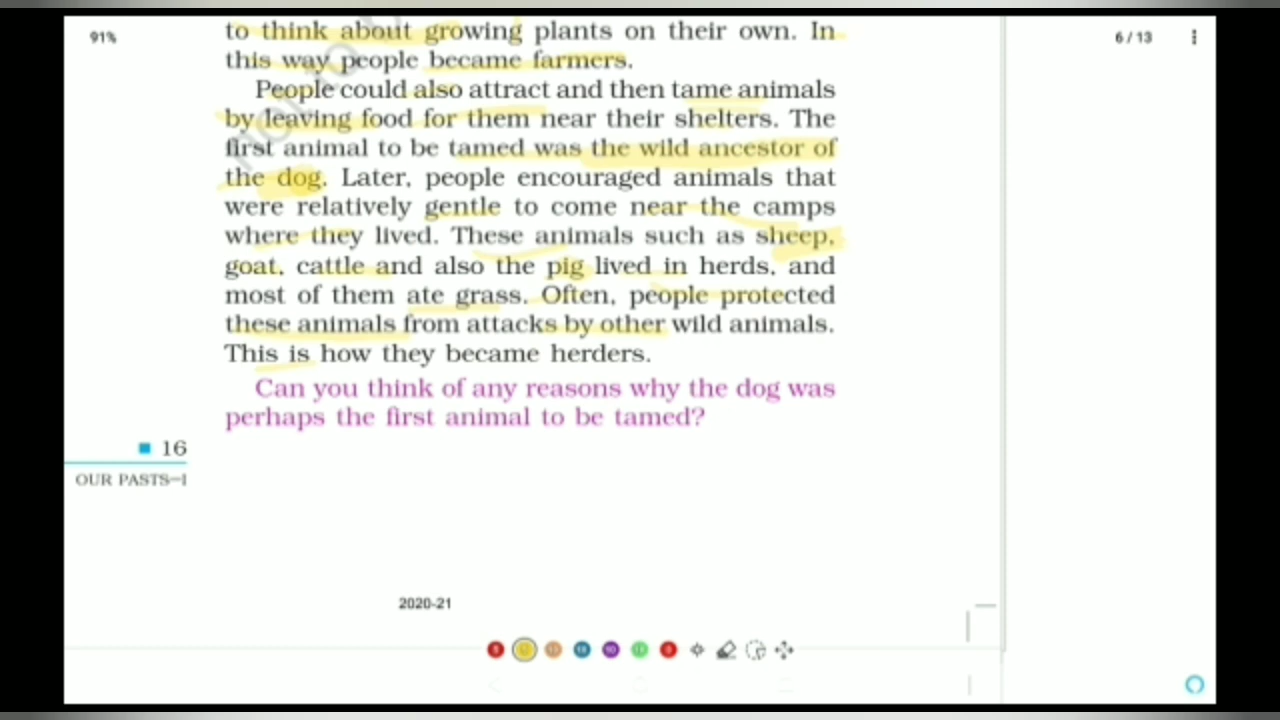 91%
6 / 13
to think about growing plants on their own. In
this way people became farmers.
People could also attract and then tame animals
by leaving food for them near their shelters. The
first animal to be tamed was the wild ancestor of
the dog. Later, people encouraged animals that
were relatively gentle to come near the camps
where they lived. These animals such as sheep,
goat, cattle and also the pig lived in herds, and
most of them ate grass. Often, people protected
these animals from attacks by other wild animals.
This is how they became herders.
Can you think of any reasons why the dog was
perhaps the first animal to be tamed?
16
OUR PASTS–I
2020-21